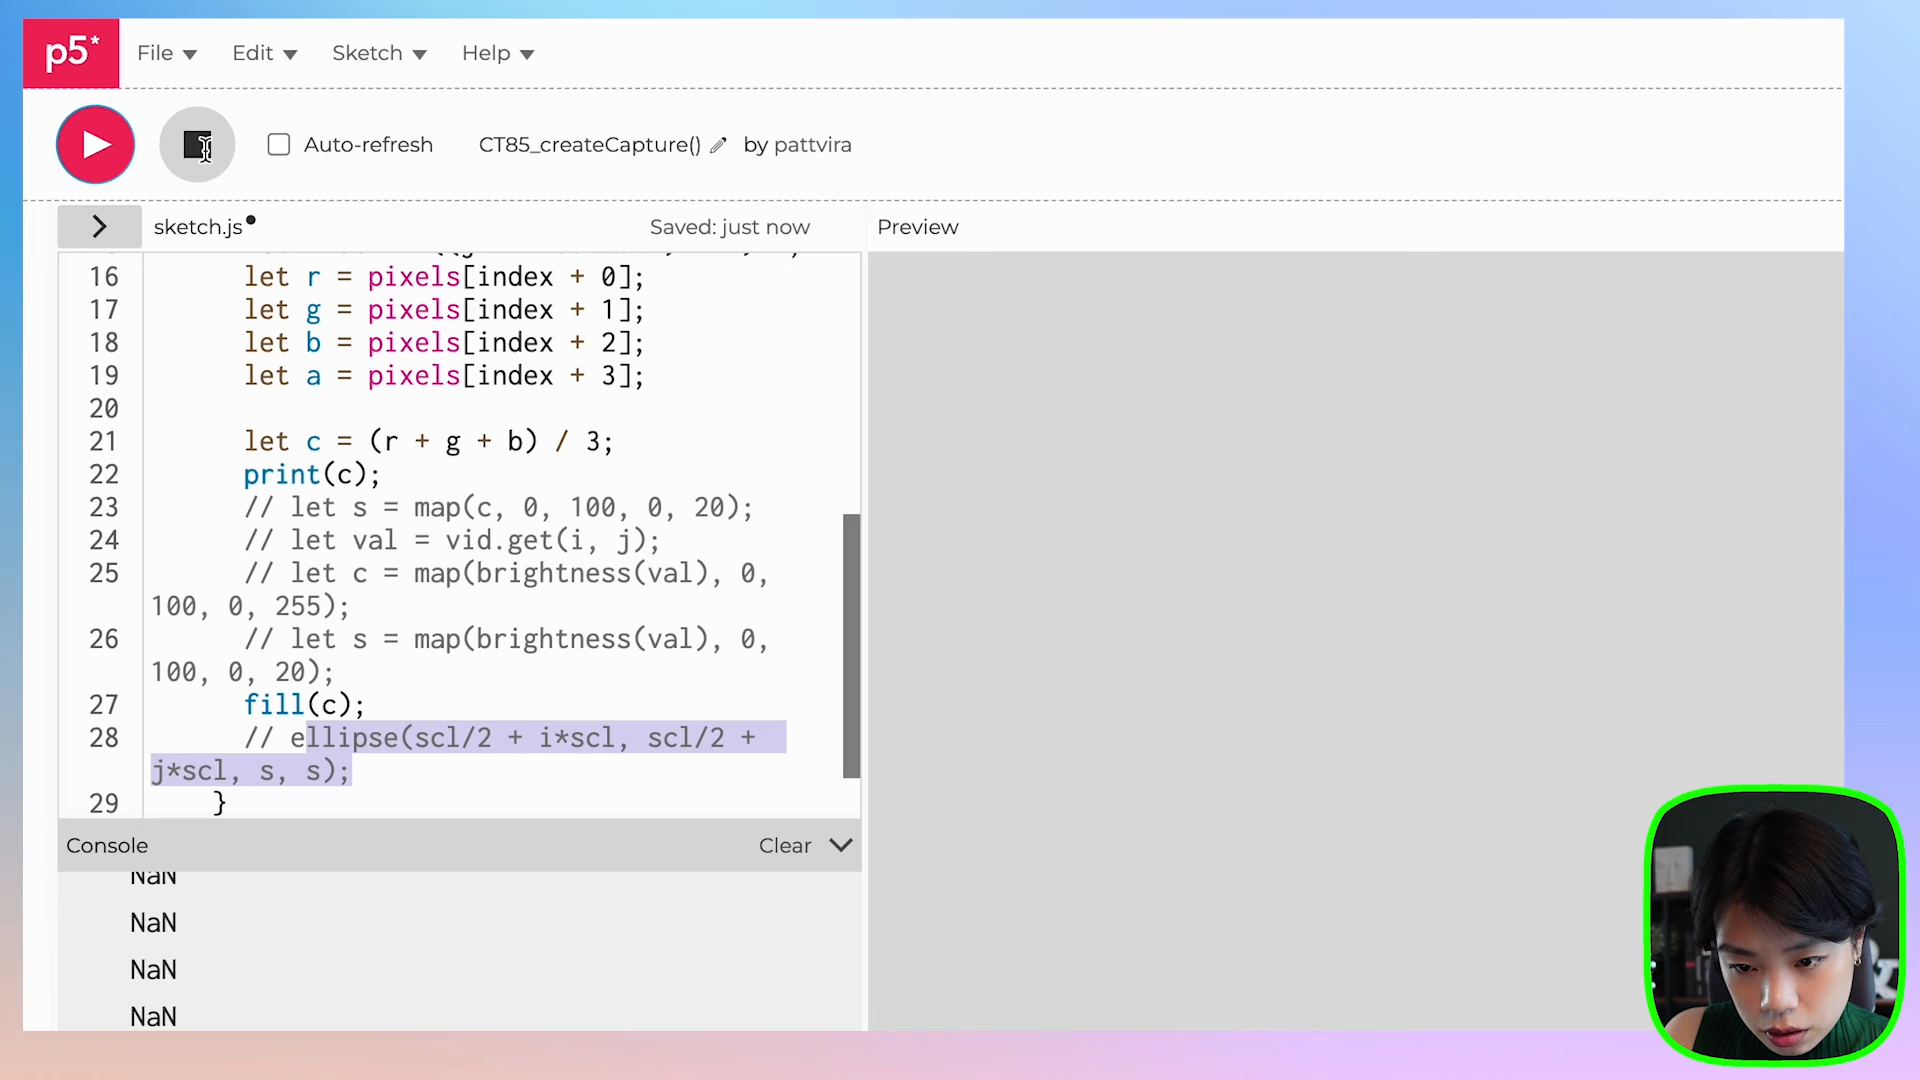 p5*
File Edit Sketch Help
Auto-refresh CT85_createCapture() by pattvira
sketch.js Saved: just now Preview
16 let r = pixels[index + 0];
17 let g = pixels[index + 1];
18 let b = pixels[index + 2];
19 let a = pixels[index + 3];
20
21 let c = (r + g + b) / 3;
22 print(c);
23 // let s = map(c, 0, 100, 0, 20);
24 // let val = vid.get(i, j);
25 // let c = map(brightness(val), 0,
100, 0, 255);
26 // let s = map(brightness(val), 0,
100, 0, 20);
27 fill(c);
28 // ellipse(scl/2 + i*scl, scl/2 +
j*scl, s, s);
29 }
Console Clear
NaN
NaN
NaN
NaN